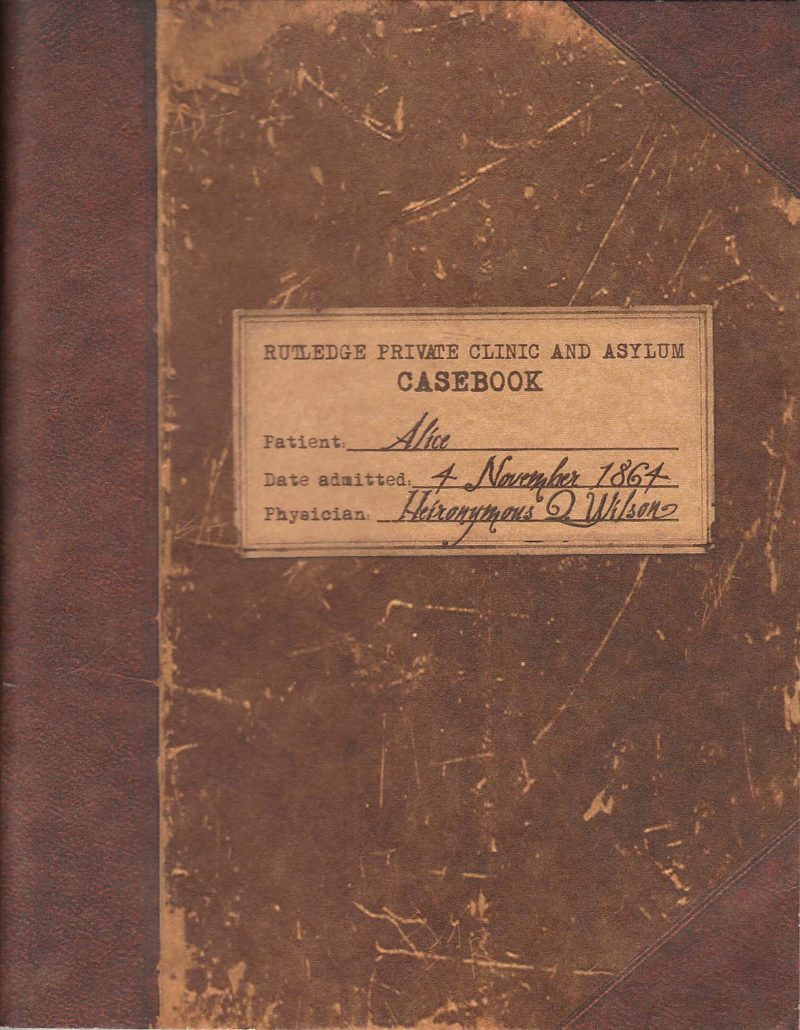 RUTLEDGE PRIVATE CLINIC AND ASYLUM
CASEBOOK
Patient: Alice
Date admitted: 4 November 1864
Physician: Heironymous Q Wilson